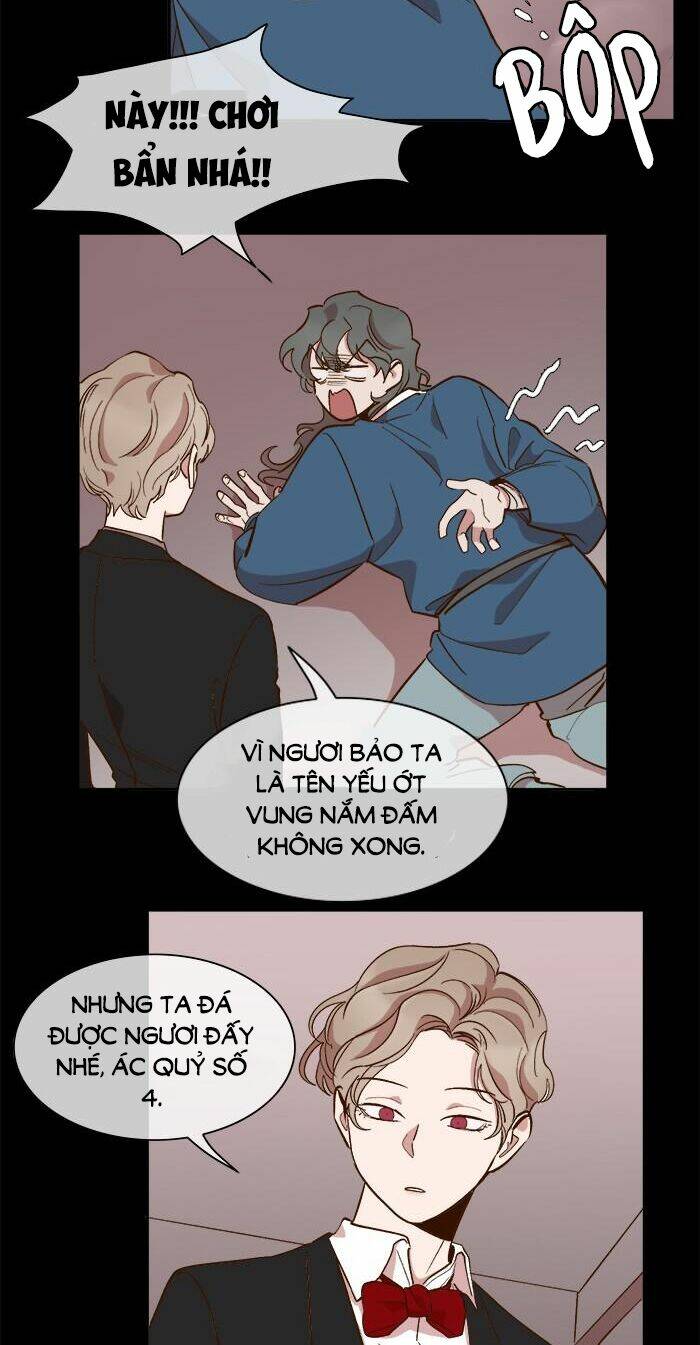 BÔP
NÀY!!! CHƠI
BẨN NHÁ!!
VÌ NGƯƠI BẢO TA
LÀ TÊN YẾU ỚT
VUNG NẮM ĐẤM
KHÔNG XONG.
NHƯNG TA ĐÁ
ĐƯỢC NGƯƠI ĐẤY
NHÉ, ÁC QUỶ SỐ
4.